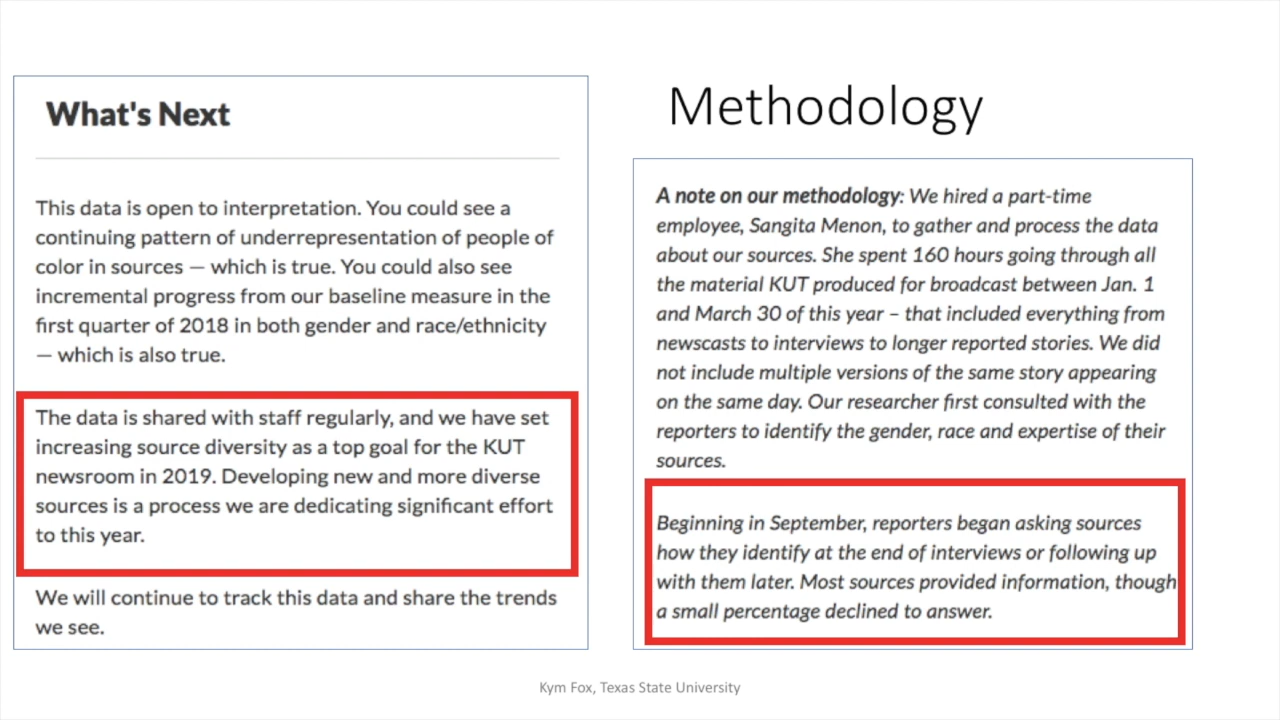 What's Next
This data is open to interpretation. You could see a
continuing pattern of underrepresentation of people of
color in sources — which is true. You could also see
incremental progress from our baseline measure in the
first quarter of 2018 in both gender and race/ethnicity
— which is also true.
The data is shared with staff regularly, and we have set
increasing source diversity as a top goal for the KUT
newsroom in 2019. Developing new and more diverse
sources is a process we are dedicating significant effort
to this year.
We will continue to track this data and share the trends
we see.
Methodology
A note on our methodology: We hired a part-time
employee, Sangita Menon, to gather and process the data
about our sources. She spent 160 hours going through all
the material KUT produced for broadcast between Jan. 1
and March 30 of this year – that included everything from
newscasts to interviews to longer reported stories. We did
not include multiple versions of the same story appearing
on the same day. Our researcher first consulted with the
reporters to identify the gender, race and expertise of their
sources.
Beginning in September, reporters began asking sources
how they identify at the end of interviews or following up
with them later. Most sources provided information, though
a small percentage declined to answer.
Kym Fox, Texas State University